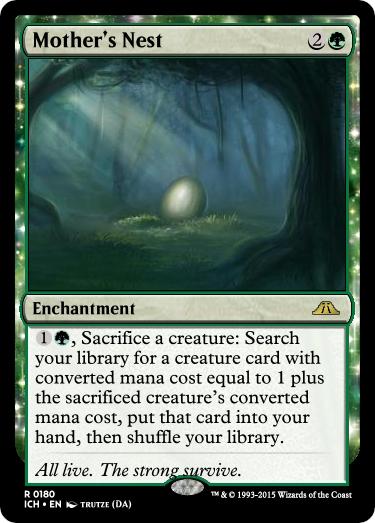 Mother's Nest 2
Enchantment
1 , Sacrifice a creature: Search
your library for a creature card with
converted mana cost equal to 1 plus
the sacrificed creature's converted
mana cost, put that card into your
hand, then shuffle your library.
All live. The strong survive.
R 0180
ICH • EN TRUTZE (DA)
™ & © 1993-2015 Wizards of the Coast